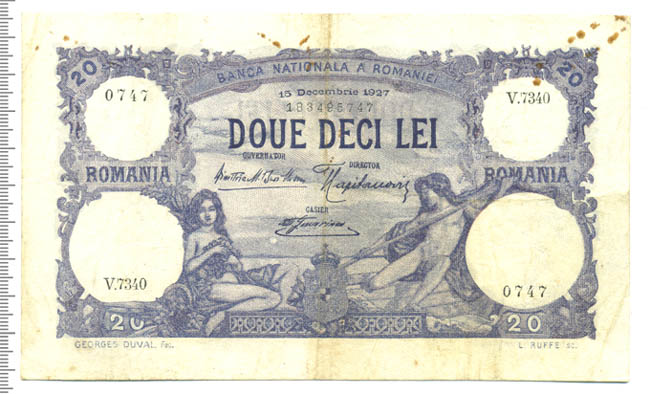 20 BANCA NATIONALA A ROMANIEI 20
0747 15 Decembrie 1927 V.7340
183495747
DOUE DECI LEI
GUVERNATOR DIRECTOR
ROMANIA ROMANIA
CASIER
V.7340 0747
20 20
GEORGES DUVAL Fec. L. RUFFE Sc.